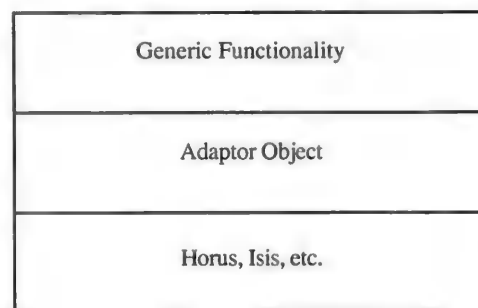 Generic Functionality
Adaptor Object
Horus, Isis, etc.